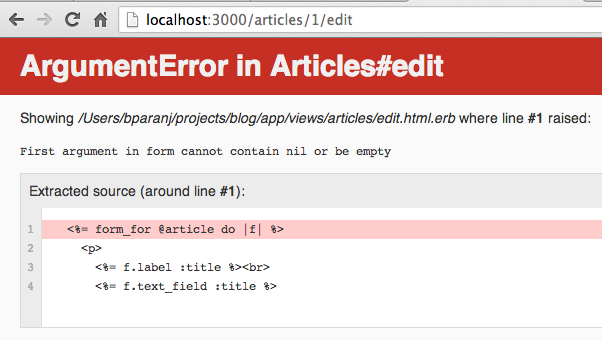 localhost:3000/articles/1/edit
ArgumentError in Articles#edit
Showing /Users/bparanj/projects/blog/app/views/articles/edit.html.erb where line #1 raised:
First argument in form cannot contain nil or be empty
Extracted source (around line #1):
1 <%= form_for @article do |f| %>
2 <p>
3 <%= f.label :title %><br>
4 <%= f.text_field :title %>